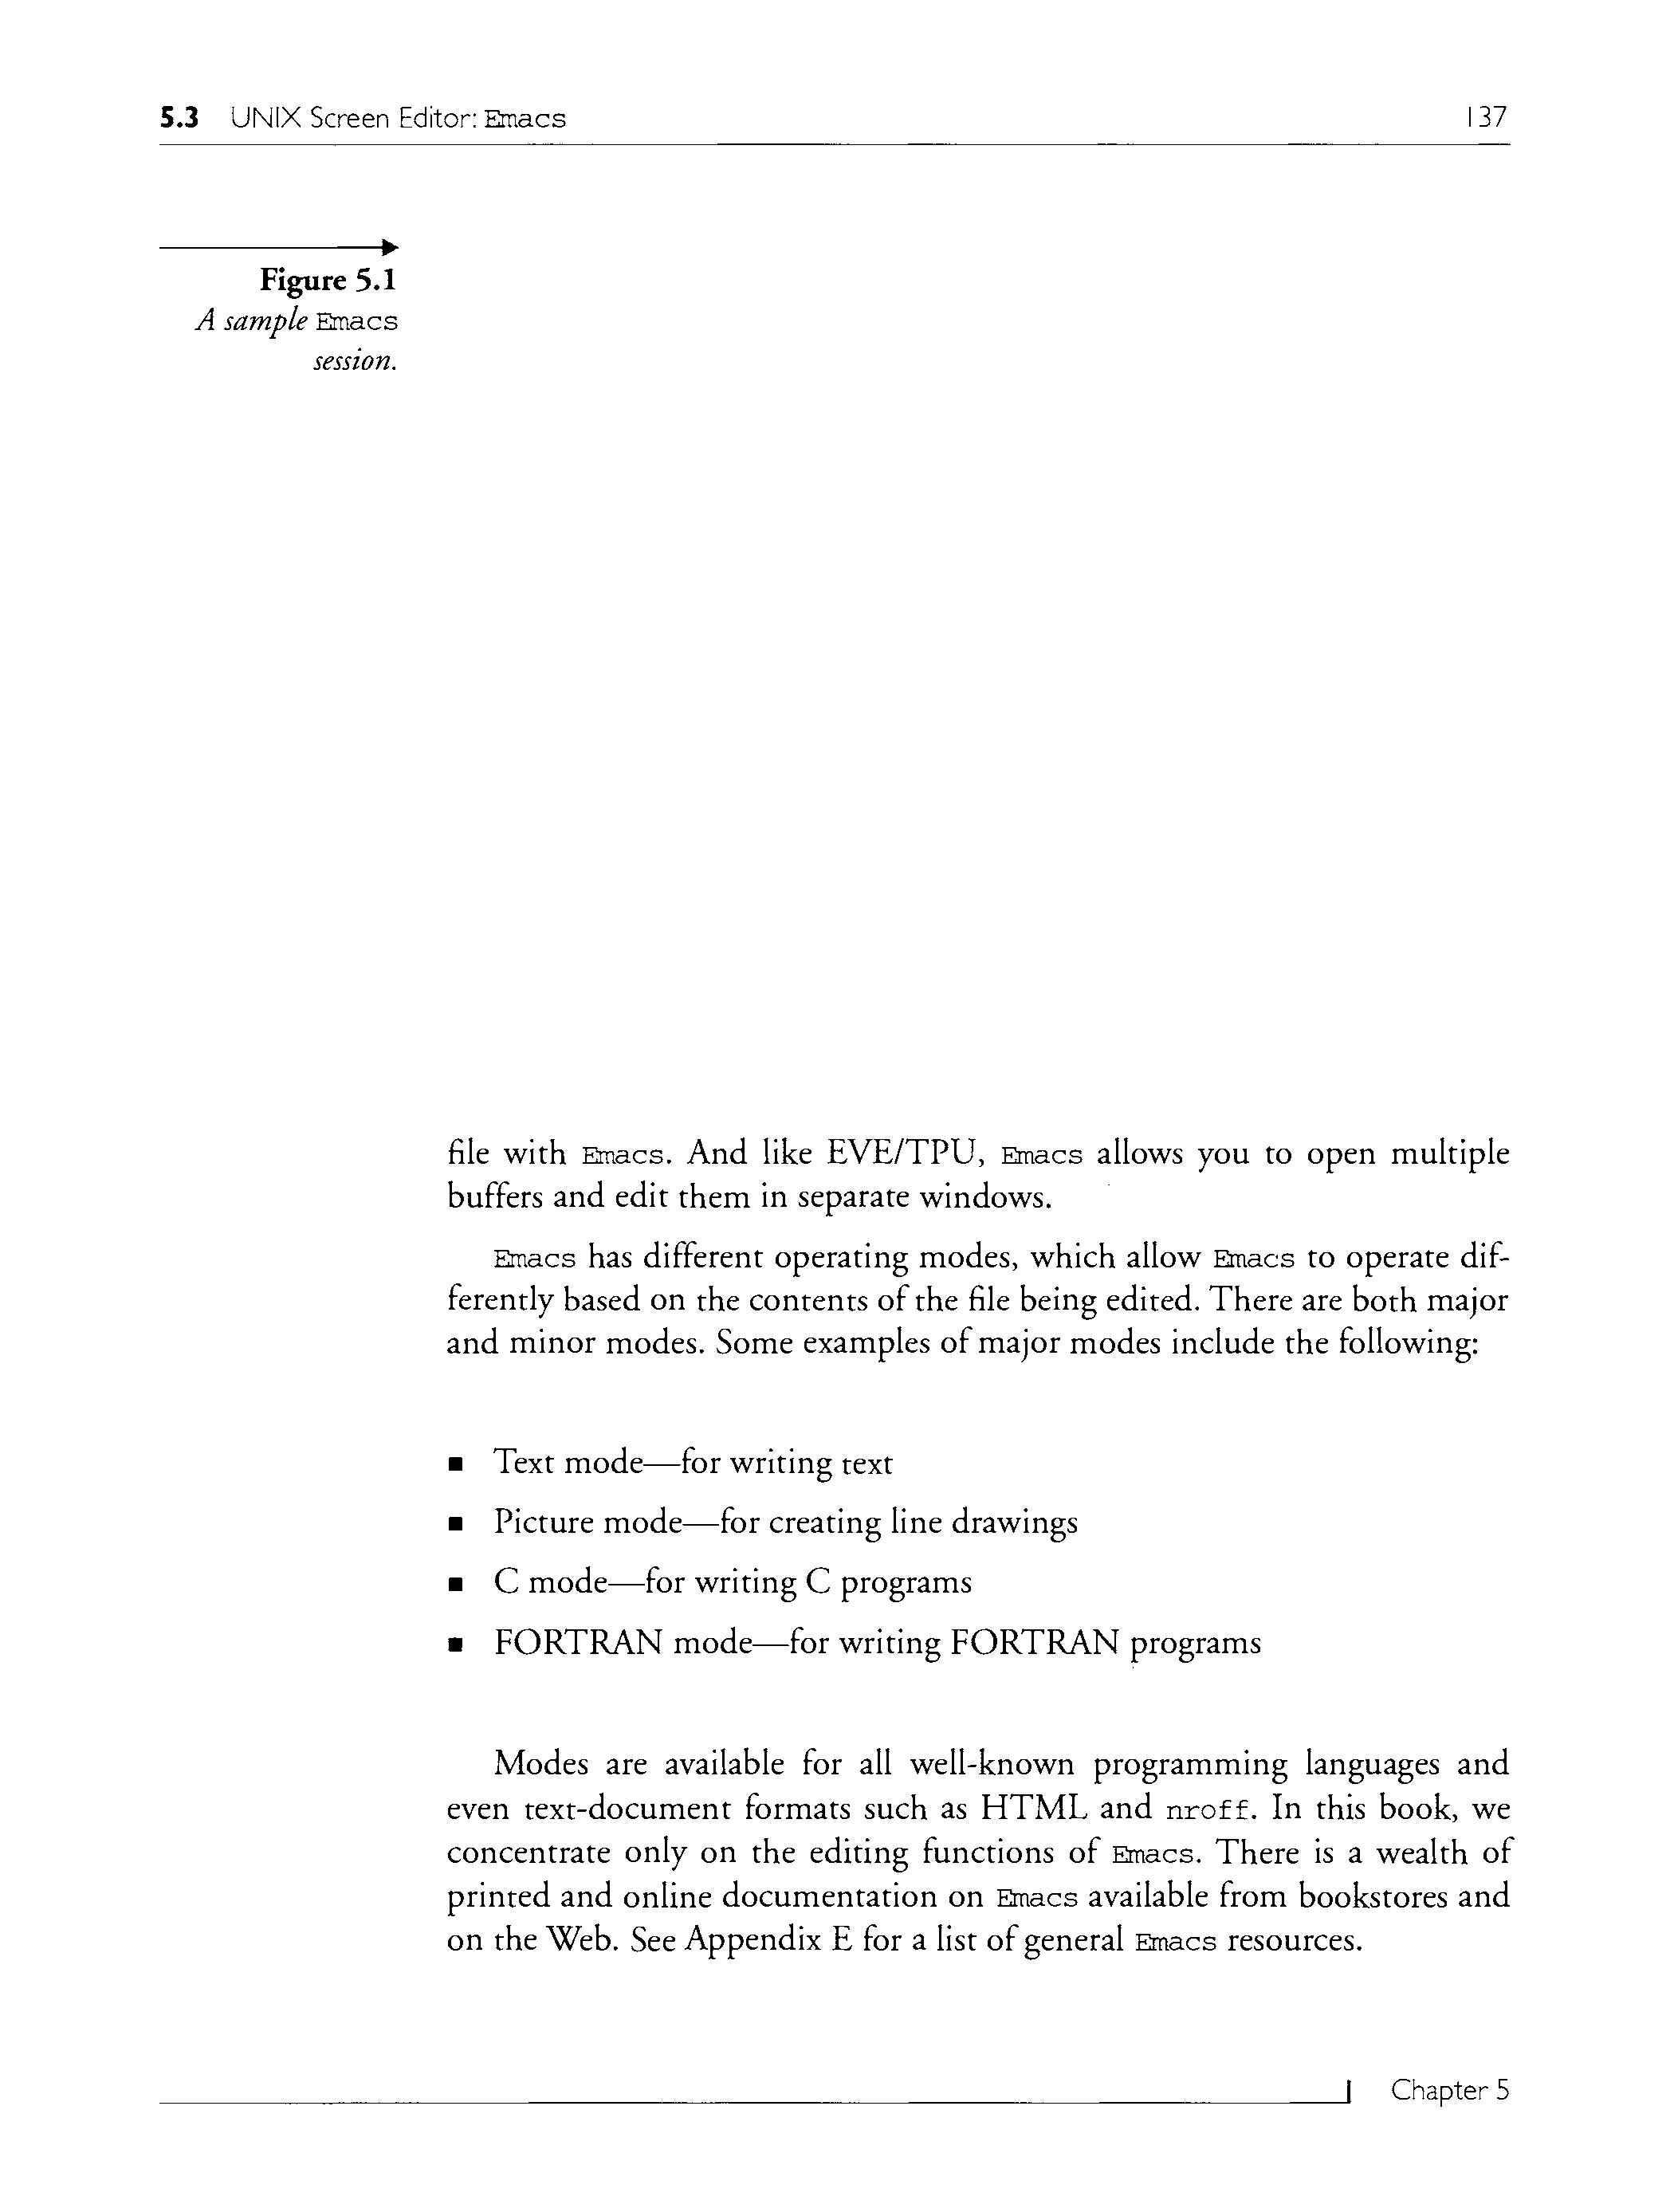 5.3 UNIX Screen Editor: Emacs 137
Figure 5.1
A sample Emacs
session.
file with Emacs. And like EVE/TPU, Emacs allows you to open multiple
buffers and edit them in separate windows.
Emacs has different operating modes, which allow Emacs to operate dif-
ferently based on the contents of the file being edited. There are both major
and minor modes. Some examples of major modes include the following:
■ Text mode—for writing text
■ Picture mode—for creating line drawings
■ C mode—for writing C programs
■ FORTRAN mode—for writing FORTRAN programs
Modes are available for all well-known programming languages and
even text-document formats such as HTML and nroff. In this book, we
concentrate only on the editing functions of Emacs. There is a wealth of
printed and online documentation on Emacs available from bookstores and
on the Web. See Appendix E for a list of general Emacs resources.
Chapter 5